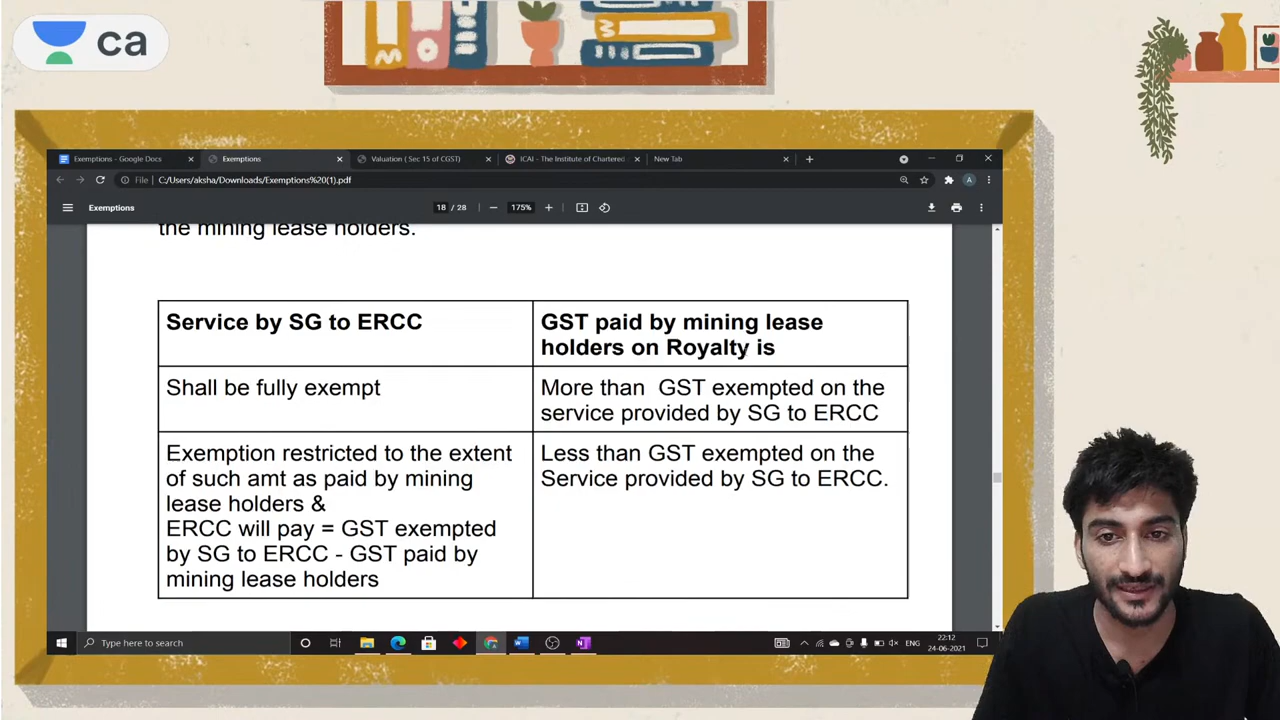 ca
Exemptions - Google Docs
Exemptions
Valuation ( Sec 15 of CGST)
ICAI - The Institute of Chartered
New Tab
File
C:/Users/aksha/Downloads/Exemptions%20(1).pdf
A
Exemptions
18 / 28
175%
the mining lease holders.
Service by SG to ERCC
GST paid by mining lease
holders on Royalty is
Shall be fully exempt
More than GST exempted on the
service provided by SG to ERCC
Exemption restricted to the extent
of such amt as paid by mining
lease holders &
ERCC will pay = GST exempted
by SG to ERCC - GST paid by
mining lease holders
Less than GST exempted on the
Service provided by SG to ERCC.
Type here to search
ENG
22:12
24-06-2021